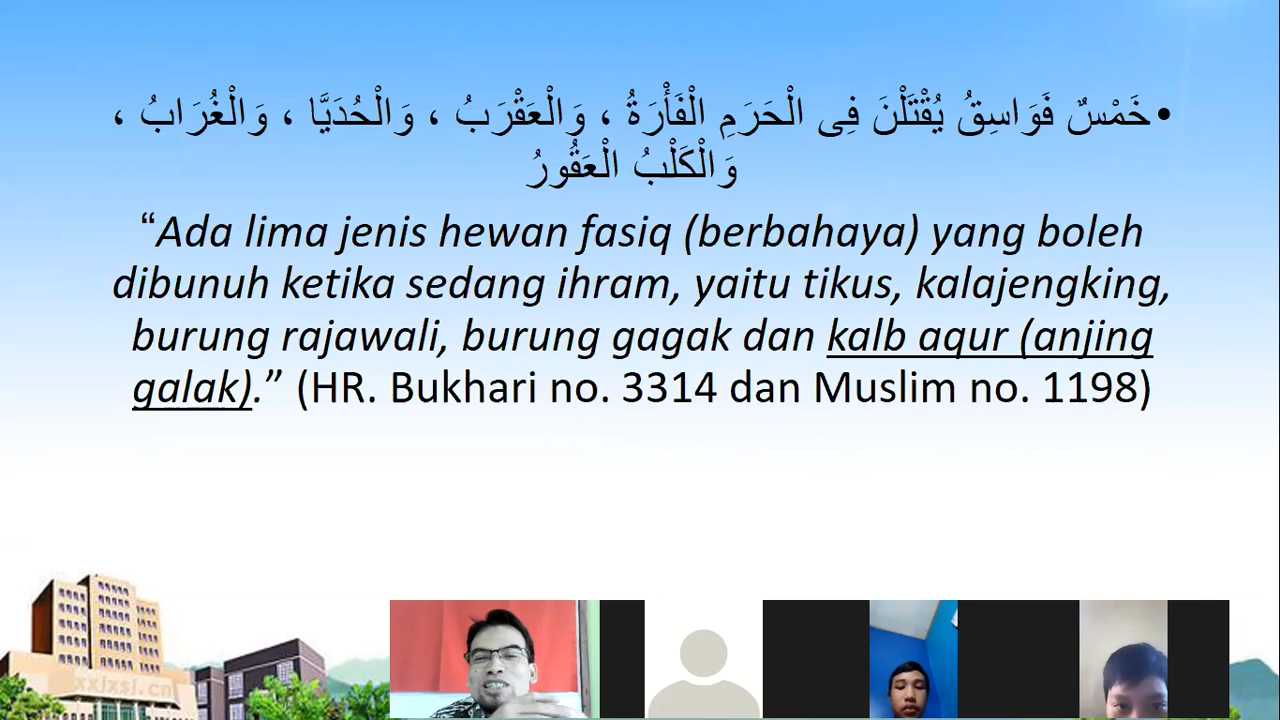 • خَمْسٌ فَوَاسِقُ يُقْتَلْنَ فِى الْحَرَمِ الْفَأْرَةُ ، وَالْعَقْرَبُ ، وَالْحُدَيَّا ، وَالْغُرَابُ ،
وَالْكَلْبُ الْعَقُورُ
“Ada lima jenis hewan fasiq (berbahaya) yang boleh
dibunuh ketika sedang ihram, yaitu tikus, kalajengking,
burung rajawali, burung gagak dan kalb aqur (anjing
galak).” (HR. Bukhari no. 3314 dan Muslim no. 1198)
xxjxsj.cn